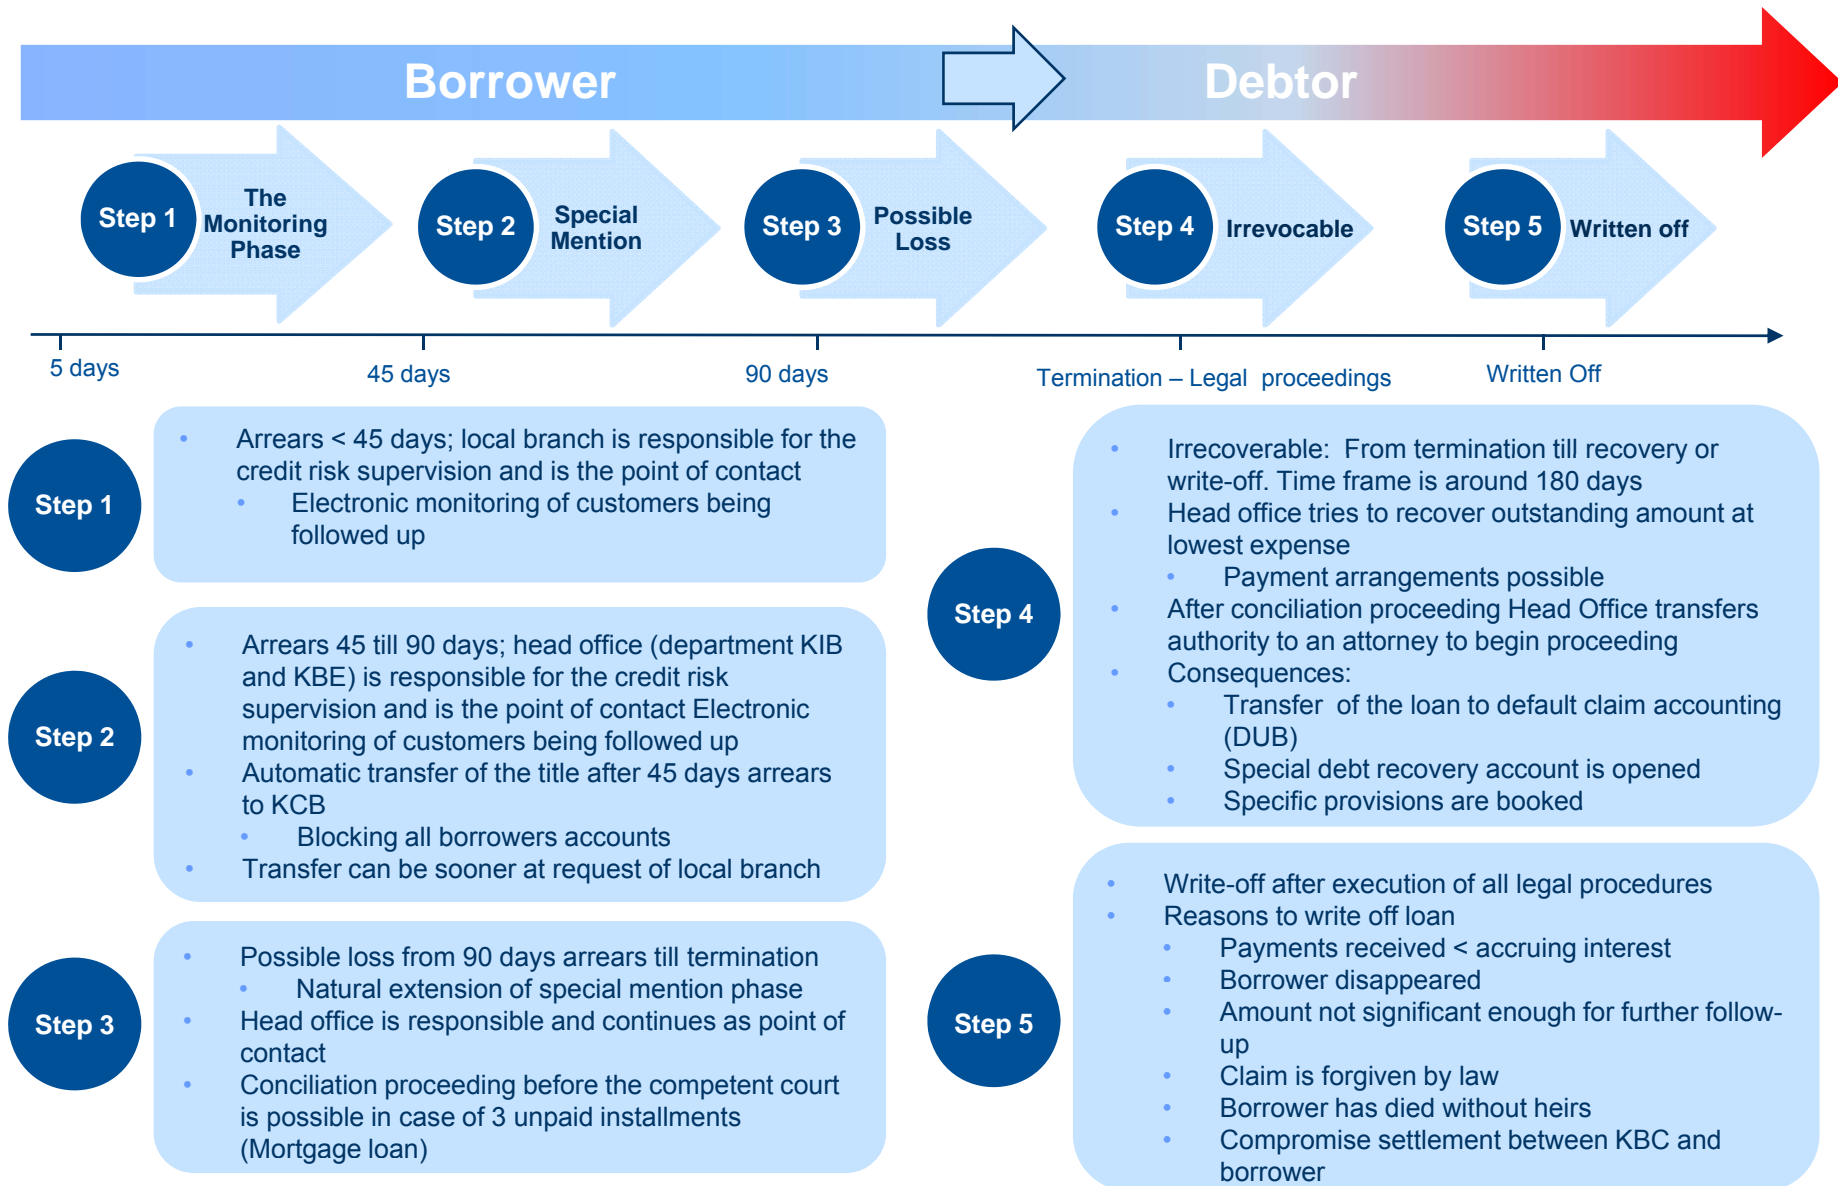 Borrower
Debtor
Step 1
The
Monitoring
Phase
Step 2
Special
Mention
Step 3
Possible
Loss
Step 4
Irrevocable
Step 5
Written off
5 days
45 days
90 days
Termination – Legal proceedings
Written Off
Step 1
• Arrears < 45 days; local branch is responsible for the
credit risk supervision and is the point of contact
• Electronic monitoring of customers being
followed up
Step 2
• Arrears 45 till 90 days; head office (department KIB
and KBE) is responsible for the credit risk
supervision and is the point of contact Electronic
monitoring of customers being followed up
• Automatic transfer of the title after 45 days arrears
to KCB
• Blocking all borrowers accounts
• Transfer can be sooner at request of local branch
Step 3
• Possible loss from 90 days arrears till termination
• Natural extension of special mention phase
• Head office is responsible and continues as point of
contact
• Conciliation proceeding before the competent court
is possible in case of 3 unpaid installments
(Mortgage loan)
Step 4
• Irrecoverable: From termination till recovery or
write-off. Time frame is around 180 days
• Head office tries to recover outstanding amount at
lowest expense
• Payment arrangements possible
• After conciliation proceeding Head Office transfers
authority to an attorney to begin proceeding
• Consequences:
• Transfer of the loan to default claim accounting
(DUB)
• Special debt recovery account is opened
• Specific provisions are booked
Step 5
• Write-off after execution of all legal procedures
• Reasons to write off loan
• Payments received < accruing interest
• Borrower disappeared
• Amount not significant enough for further follow-
up
• Claim is forgiven by law
• Borrower has died without heirs
• Compromise settlement between KBC and
borrower